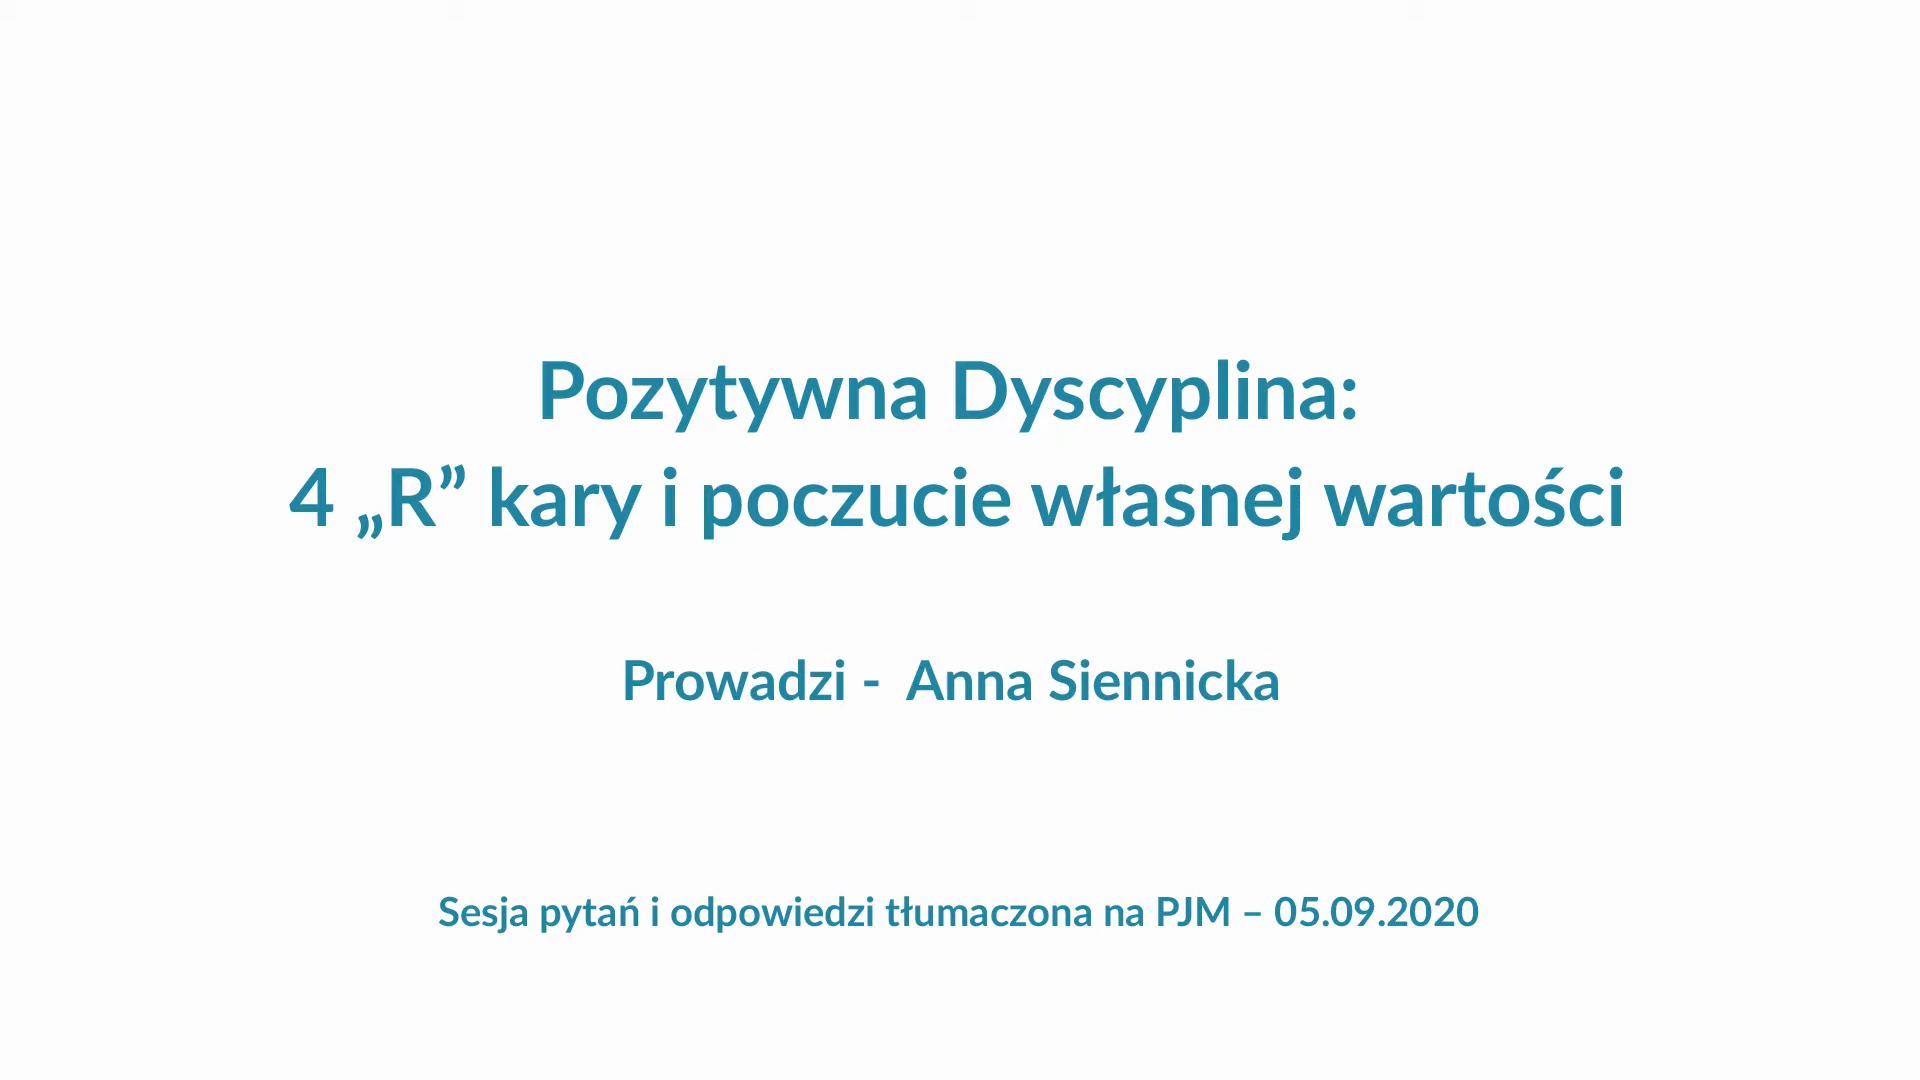 Pozytywna Dyscyplina:
4 „R” kary i poczucie własnej wartości
Prowadzi -  Anna Siennicka
Sesja pytań i odpowiedzi tłumaczona na PJM – 05.09.2020